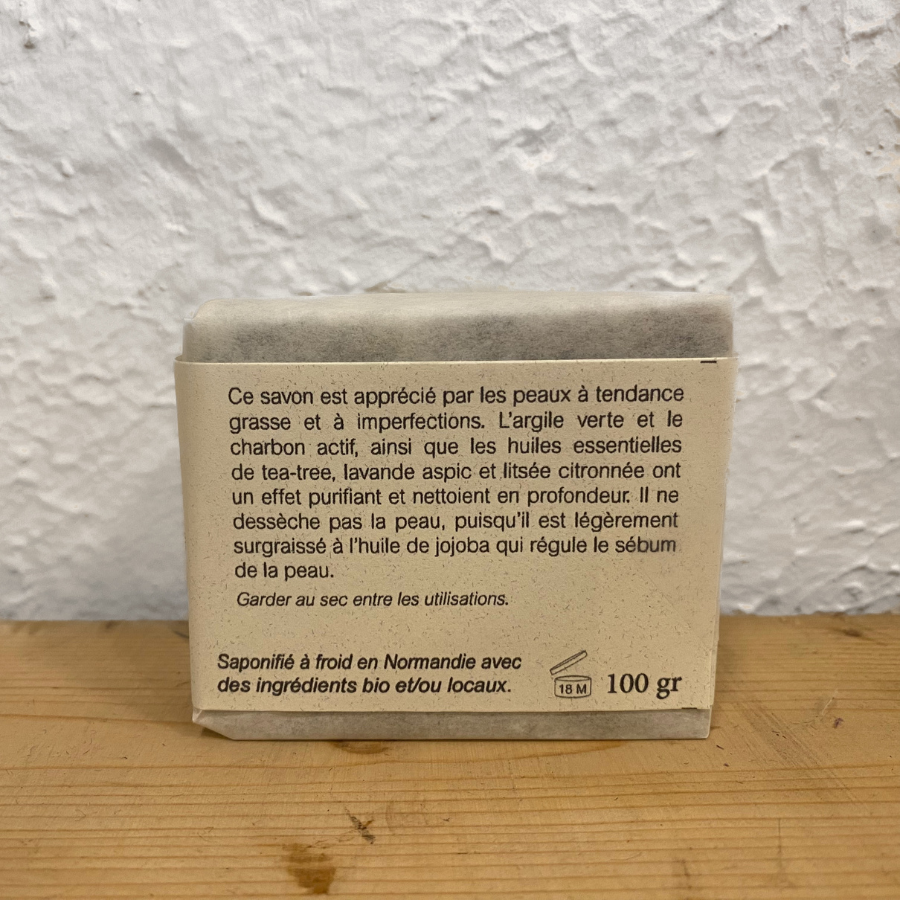 Ce savon est apprécié par les peaux à tendance
grasse et à imperfections. L'argile verte et le
charbon actif, ainsi que les huiles essentielles
de tea-tree, lavande aspic et litsée citronnée ont
un effet purifiant et nettoient en profondeur. Il ne
dessèche pas la peau, puisqu'il est légèrement
surgraissé à l'huile de jojoba qui régule le sébum
de la peau.
Garder au sec entre les utilisations.
Saponifié à froid en Normandie avec
des ingrédients bio et/ou locaux.
18 M
100 gr